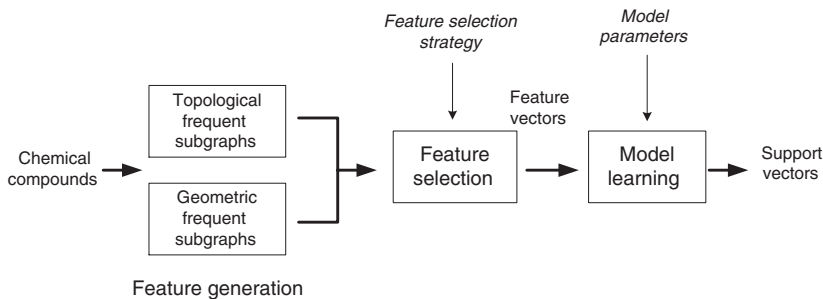 Feature selection
strategy
Model
parameters
Chemical
compounds
Topological
frequent
subgraphs
Geometric
frequent
subgraphs
Feature generation
Feature
selection
Feature
vectors
Model
learning
Support
vectors